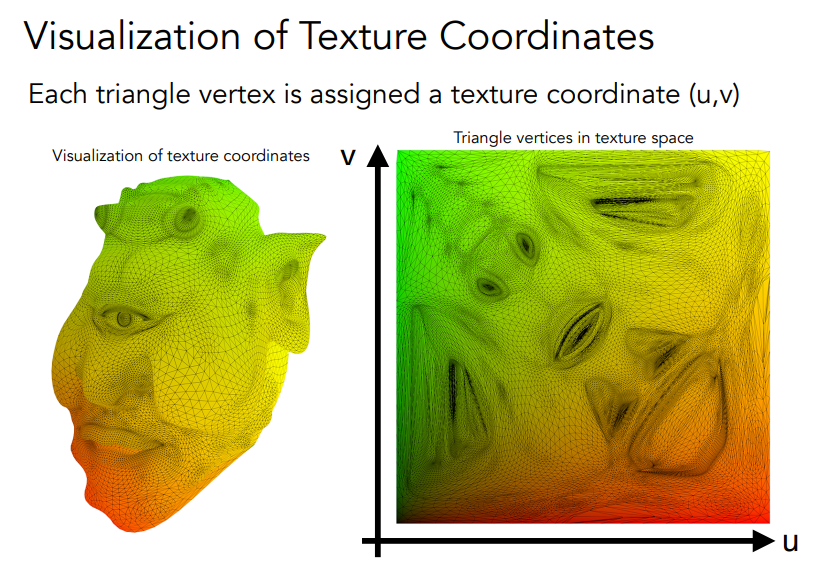 Visualization of Texture Coordinates
Each triangle vertex is assigned a texture coordinate (u,v)
Visualization of texture coordinates
Triangle vertices in texture space
v
u